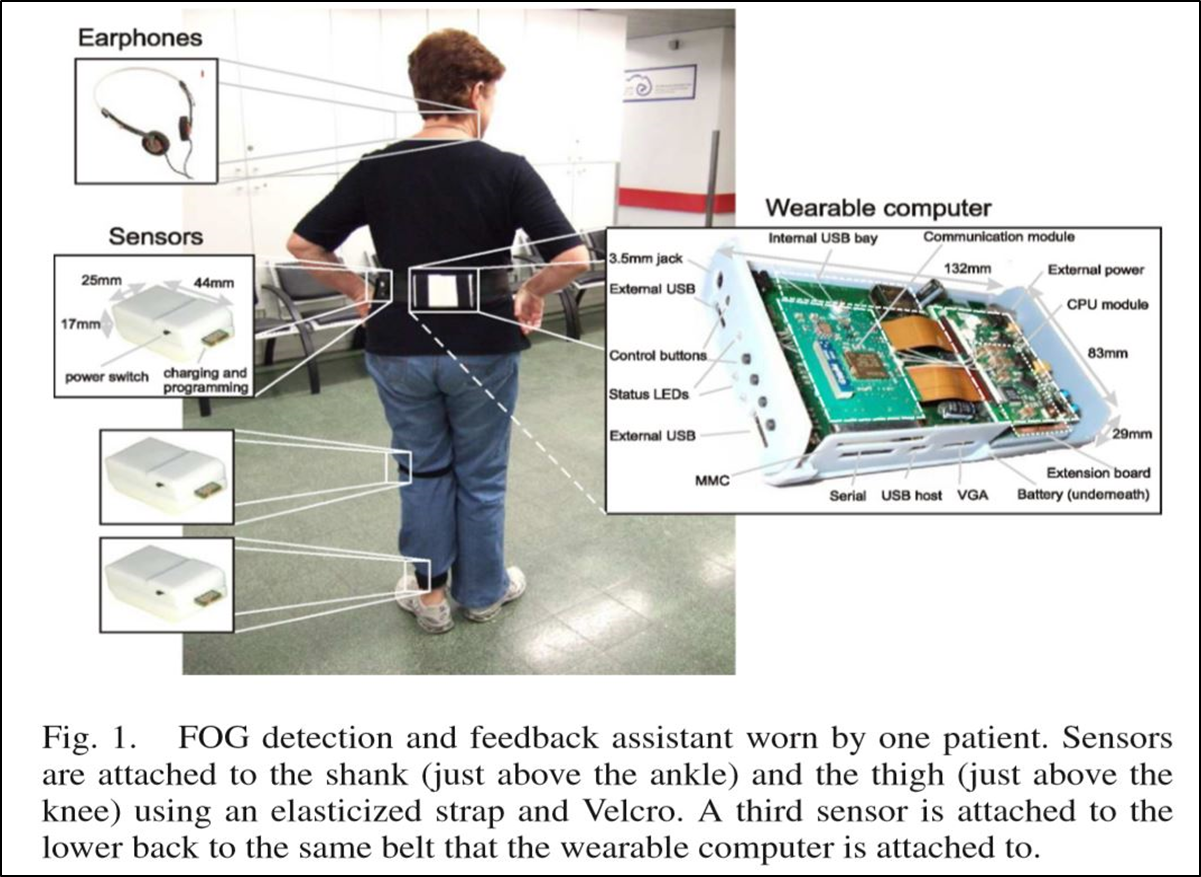 Earphones
Sensors
25mm
44mm
17mm
power switch
charging and
programming
Wearable computer
Internal USB bay
Communication module
3.5mm jack
132mm
External power
External USB
CPU module
Control buttons
83mm
Status LEDs
External USB
29mm
MMC
Extension board
Serial
USB host
VGA
Battery (underneath)
Fig. 1. FOG detection and feedback assistant worn by one patient. Sensors
are attached to the shank (just above the ankle) and the thigh (just above the
knee) using an elasticized strap and Velcro. A third sensor is attached to the
lower back to the same belt that the wearable computer is attached to.